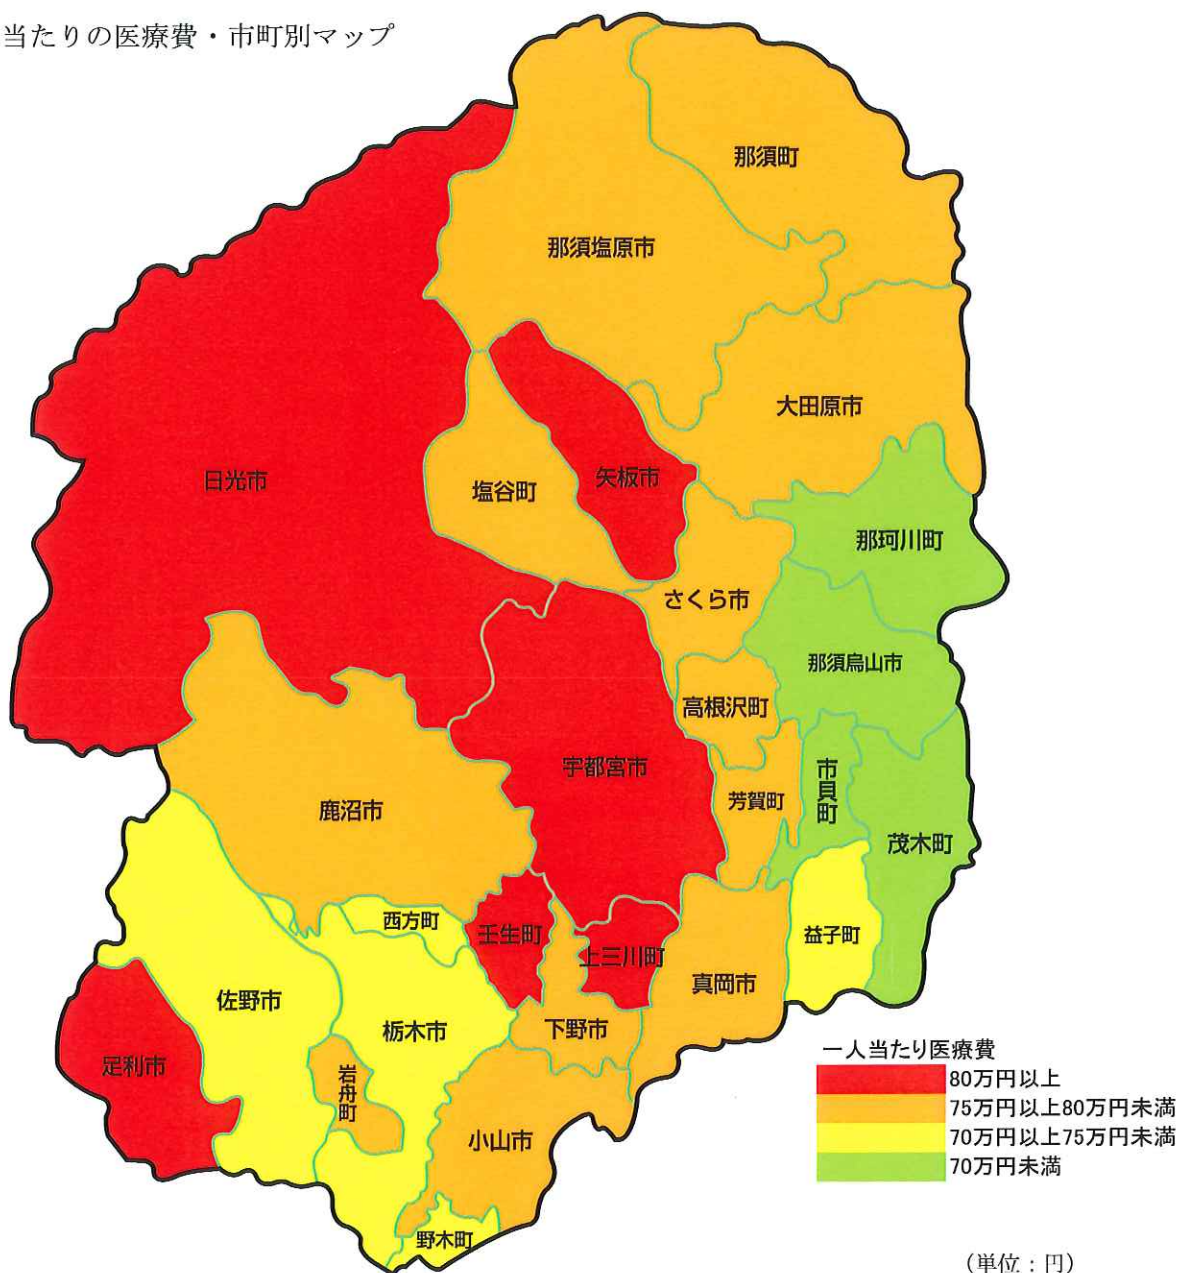 当たりの医療費・市町別マップ
那須町
那須塩原市
大田原市
日光市
塩谷町
矢板市
那珂川町
さくら市
那須烏山市
高根沢町
宇都宮市
芳賀町
市貝町
茂木町
鹿沼市
西方町
壬生町
上三川町
益子町
真岡市
佐野市
栃木市
下野市
足利市
岩舟町
小山市
野木町
一人当たり医療費
80万円以上
75万円以上80万円未満
70万円以上75万円未満
70万円未満
(単位：円)